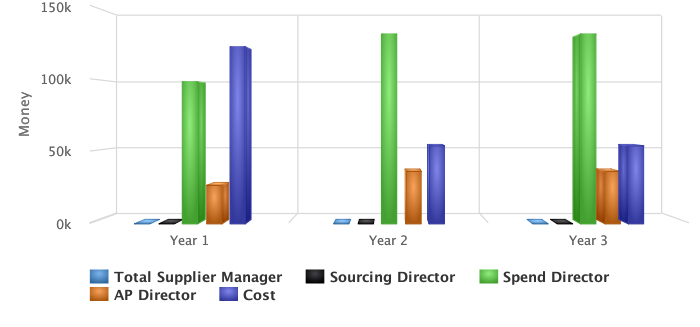 150k
100k
50k
0k
Money
Year 1 Year 2 Year 3
Total Supplier Manager Sourcing Director Spend Director
AP Director Cost